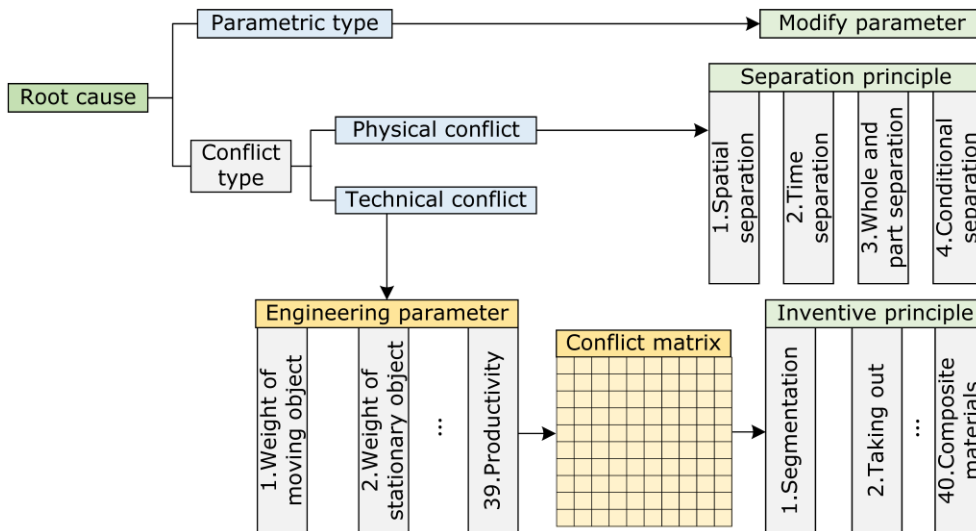 Parametric type
Modify parameter
Root cause
Separation principle
Physical conflict
Conflict
type
Technical conflict
1.Spatial
separation
2.Time
separation
3.Whole and
part separation
4.Conditional
separation
Engineering parameter
Conflict matrix
Inventive principle
1.Weight of
moving object
2.Weight of
stationary object
...
39.Productivity
1.Segmentation
2.Taking out
...
40.Composite
materials